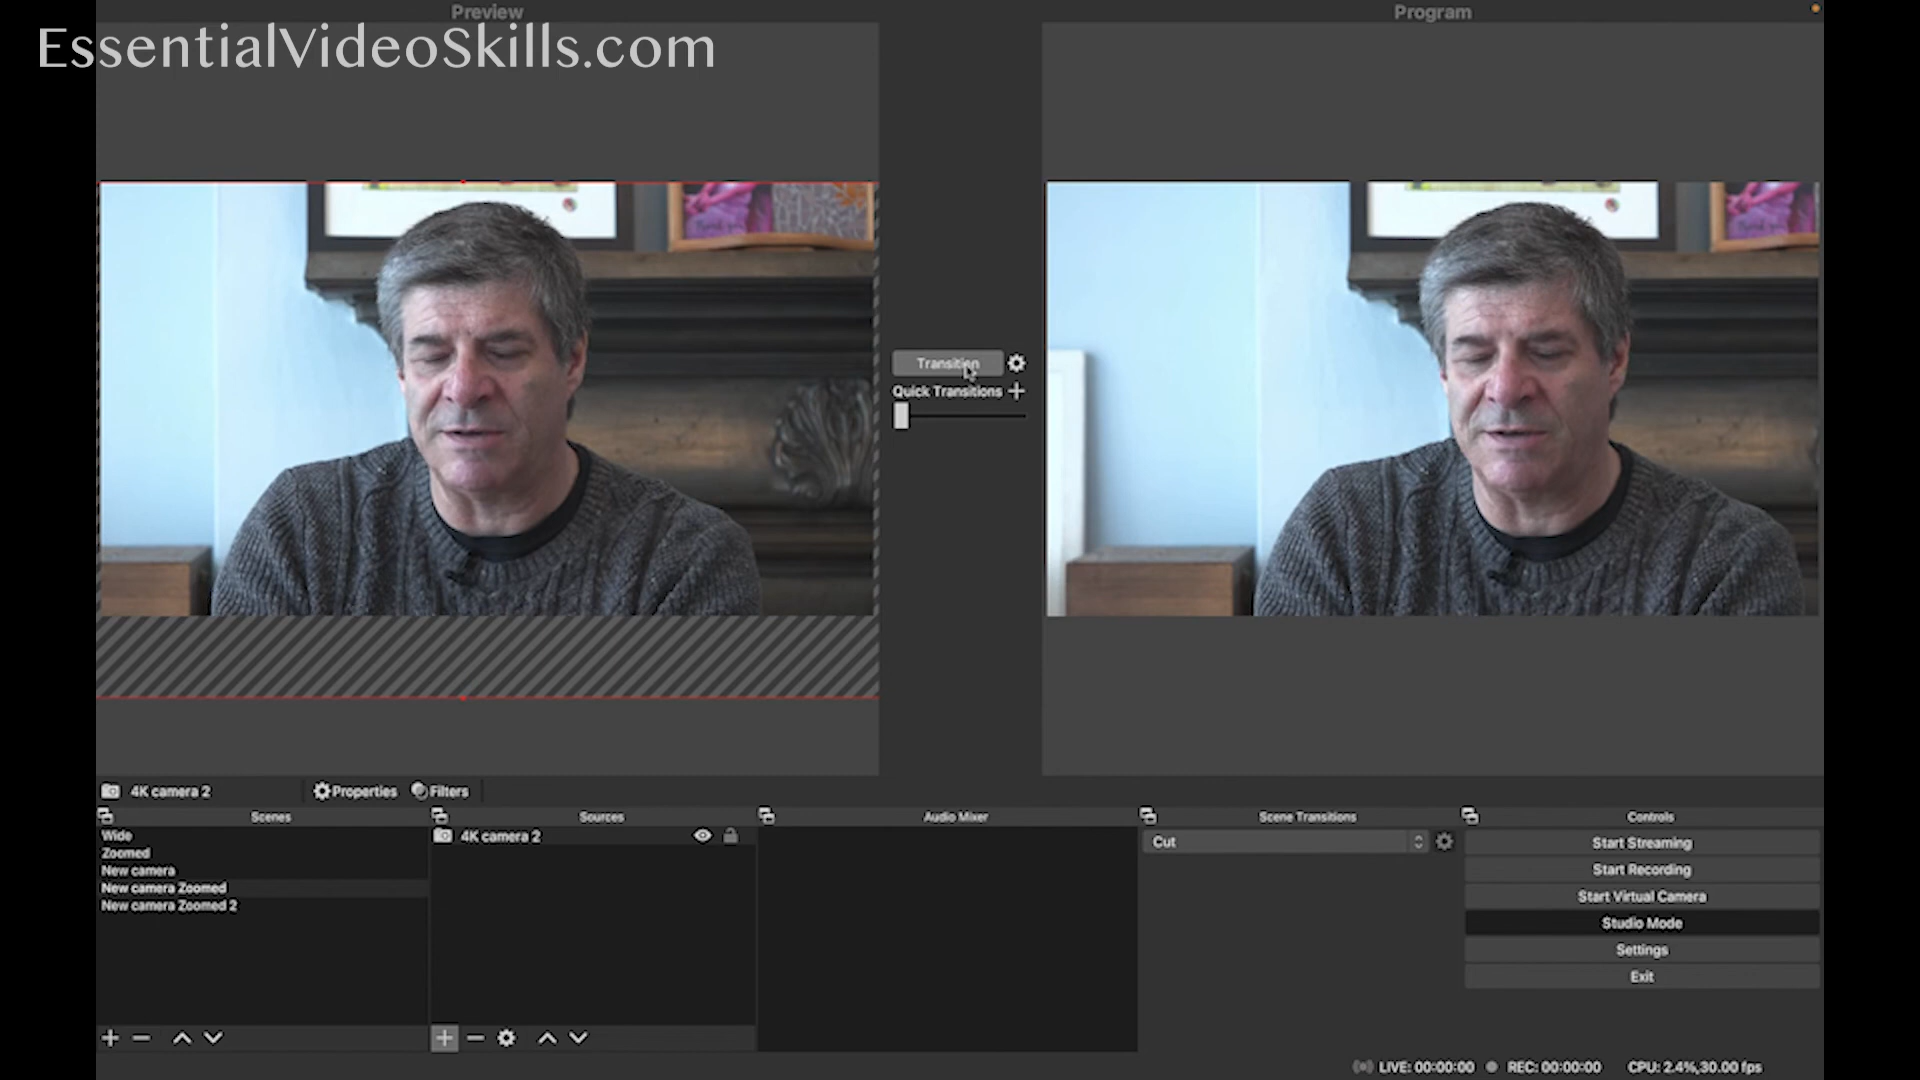 Preview
Program
EssentialVideoSkills.com
Transition
Quick Transitions
4K camera 2
Properties
Filters
Scenes
Sources
Audio Mixer
Scene Transitions
Controls
Wide
Zoomed
New camera
New camera Zoomed
New camera Zoomed 2
4K camera 2
Cut
Start Streaming
Start Recording
Start Virtual Camera
Studio Mode
Settings
Exit
LIVE: 00:00:00
REC: 00:00:00
CPU: 2.4%,30.00 fps